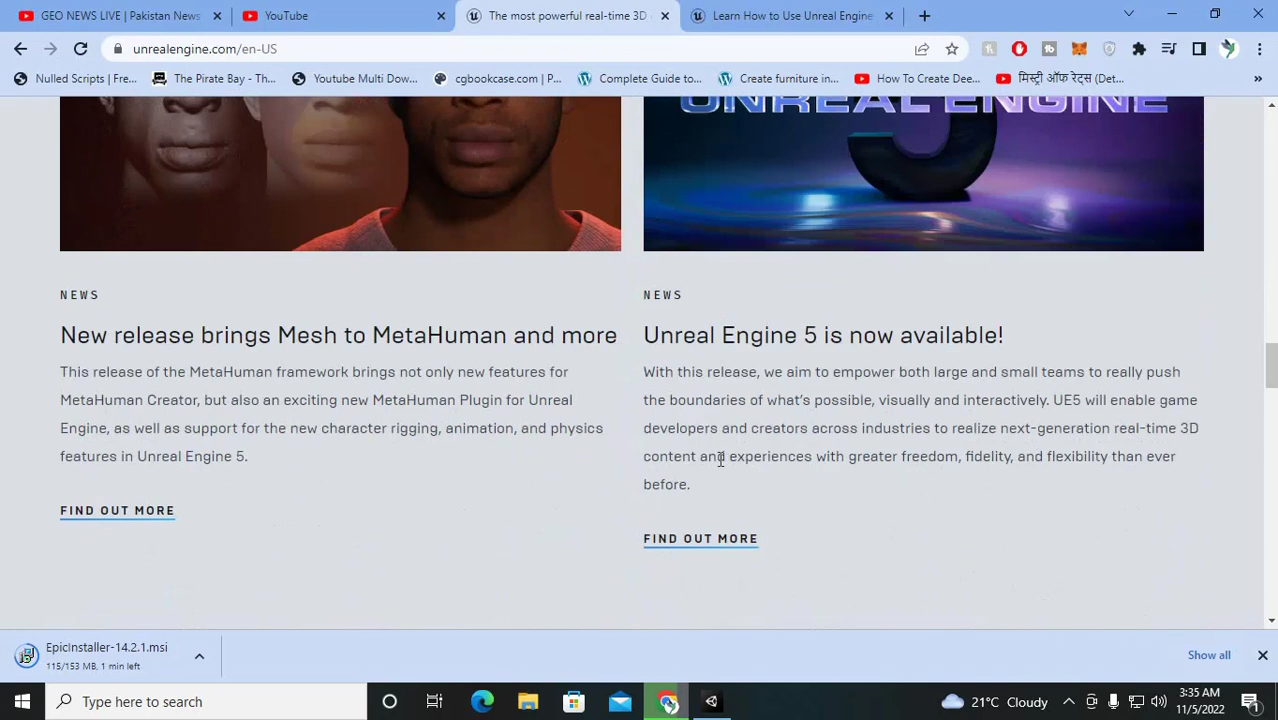 GEO NEWS LIVE | Pakistan News
YouTube
The most powerful real-time 3D
Learn How to Use Unreal Engine
unrealengine.com/en-US
Nulled Scripts | Fre...
The Pirate Bay - Th...
Youtube Multi Dow...
cgbookcase.com | P...
Complete Guide to...
Create furniture in...
How To Create Dee...
मिस्ट्री ऑफ रेट्स (Det...
»
UNREAL ENGINE
5
NEWS
New release brings Mesh to MetaHuman and more
This release of the MetaHuman framework brings not only new features for
MetaHuman Creator, but also an exciting new MetaHuman Plugin for Unreal
Engine, as well as support for the new character rigging, animation, and physics
features in Unreal Engine 5.
FIND OUT MORE
NEWS
Unreal Engine 5 is now available!
With this release, we aim to empower both large and small teams to really push
the boundaries of what's possible, visually and interactively. UE5 will enable game
developers and creators across industries to realize next-generation real-time 3D
content and experiences with greater freedom, fidelity, and flexibility than ever
before.
FIND OUT MORE
EpicInstaller-14.2.1.msi
115/153 MB, 1 min left
Show all
Type here to search
21°C Cloudy
3:35 AM
11/5/2022
1